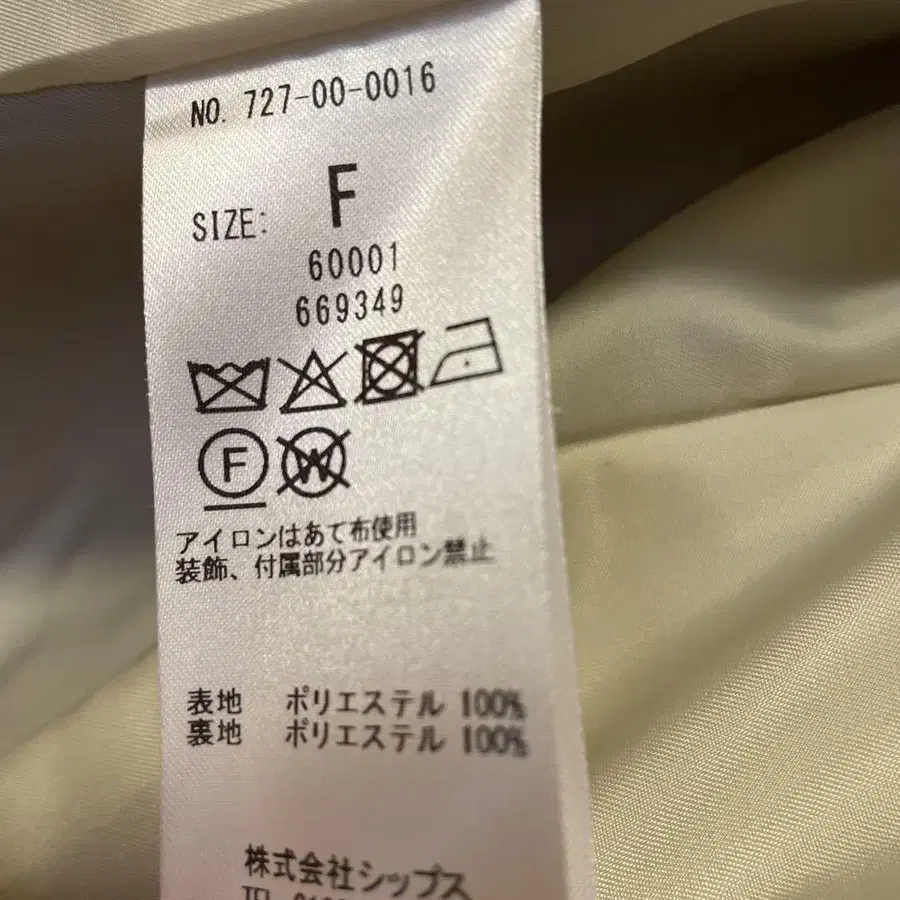 NO. 727-00-0016
SIZE: F
60001
669349
F W
アイロンはあて布使用
装飾、付属部分アイロン禁止
表地 ポリエステル 100%
裏地 ポリエステル 100%
株式会社シップス